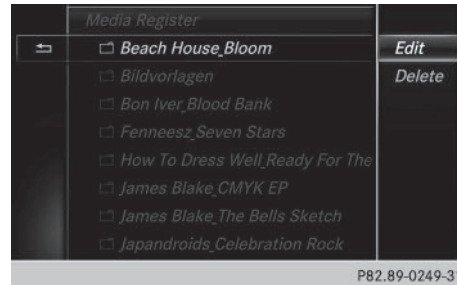 Media Register
Beach House_Bloom
Edit
Bildvorlagen
Delete
Bon Iver_Blood Bank
Fenneesz_Seven Stars
How To Dress Well_Ready For The
James Blake_CMYK EP
James Blake_The Bells Sketch
Japandroids_Celebration Rock
P82.89-0249-31